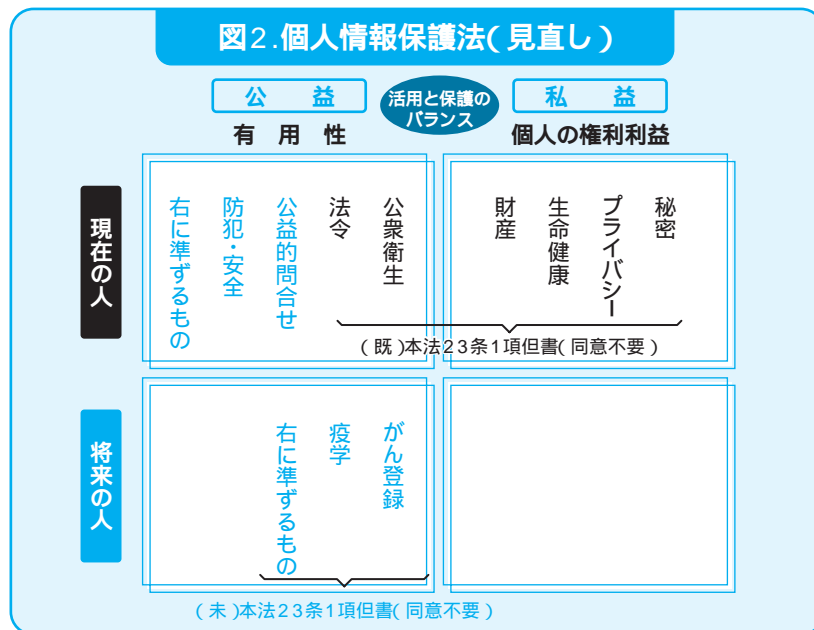 図2.個人情報保護法(見直し)
公益
活用と保護の
バランス
私益
有用性
個人の権利利益
現在の人
秘密
プライバシー
生命健康
財産
公衆衛生
法令
公益的問合せ
防犯・安全
右に準ずるもの
(既)本法23条1項但書(同意不要)
将来の人
がん登録
疫学
右に準ずるもの
(未)本法23条1項但書(同意不要)